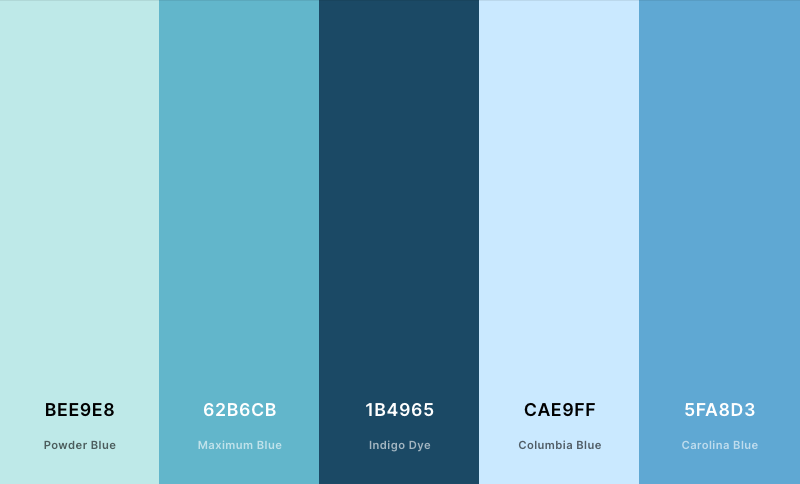 BEE9E8
Powder Blue
62B6CB
Maximum Blue
1B4965
Indigo Dye
CAE9FF
Columbia Blue
5FA8D3
Carolina Blue